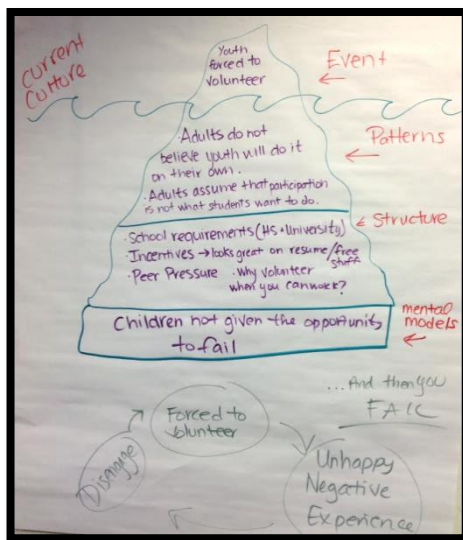 current
culture
Youth
forced to
volunteer
Event
Patterns
·Adults do not
believe youth will do it
on their own.
·Adults assume that participation
is not what students want to do.
Structure
·School requirements (HS + University)
·Incentives → looks great on resume/free
stuff
·Peer Pressure ·Why volunteer
when you can work?
mental
models
Children not given the opportunity
to fail
...And then you
FAIL
Forced to
Volunteer
Unhappy
Negative
Experience
Disengage